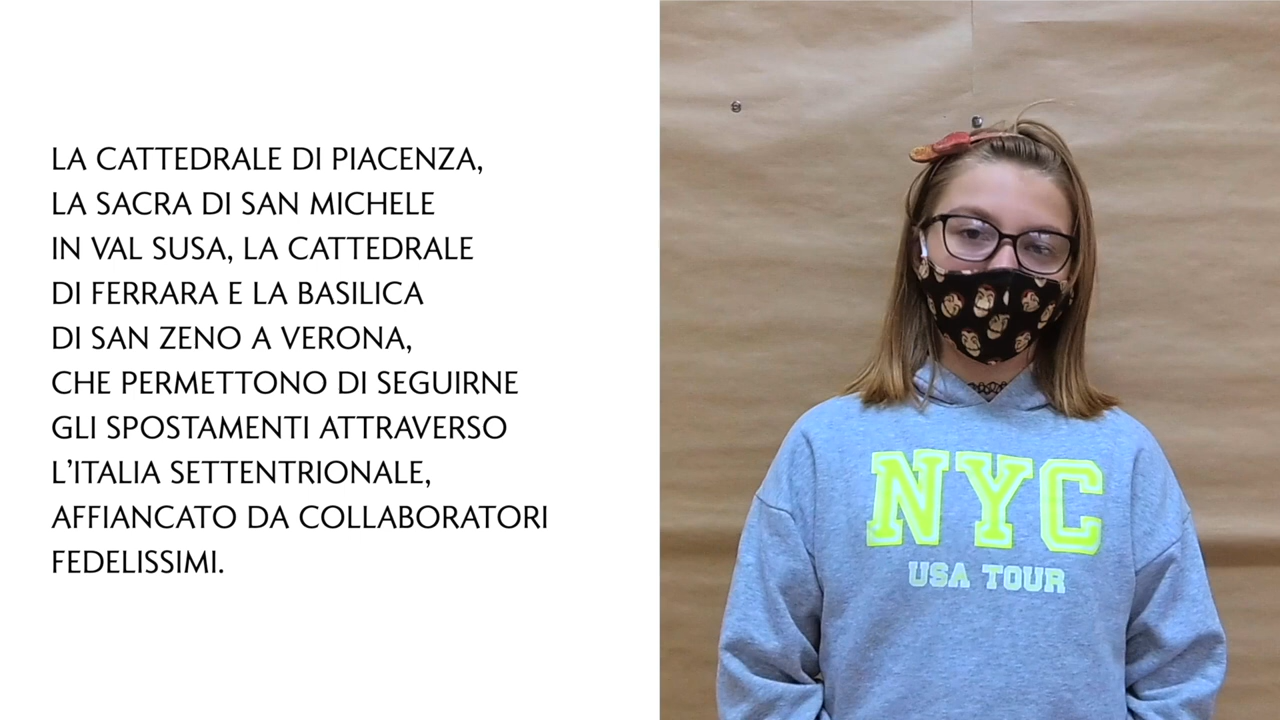 LA CATTEDRALE DI PIACENZA,
LA SACRA DI SAN MICHELE
IN VAL SUSA, LA CATTEDRALE
DI FERRARA E LA BASILICA
DI SAN ZENO A VERONA,
CHE PERMETTONO DI SEGUIRNE
GLI SPOSTAMENTI ATTRAVERSO
L’ITALIA SETTENTRIONALE,
AFFIANCATO DA COLLABORATORI
FEDELISSIMI.
NYC
USA TOUR